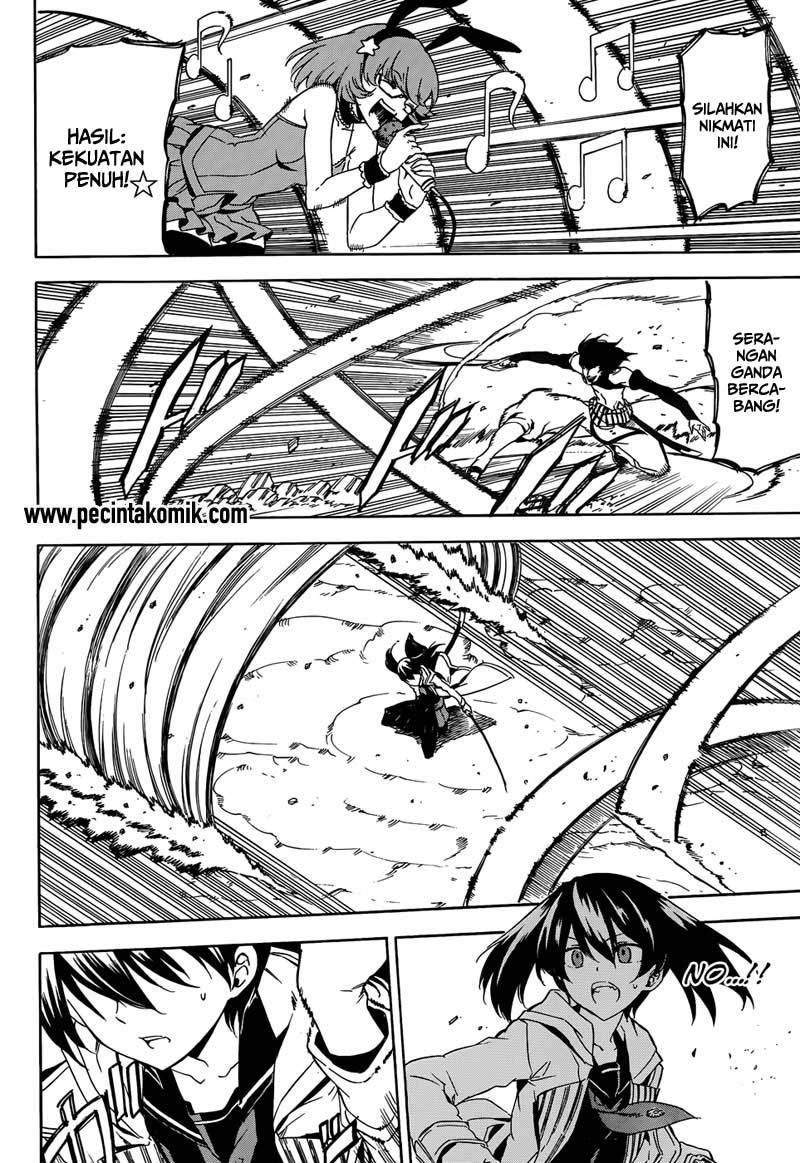 SILAHKAN
NIKMATI
INI!
HASIL:
KEKUATAN
PENUH!☆
SERA-
NGAN
GANDA
BERCA-
BANG!
www.pecintakomik.com
NO...!!